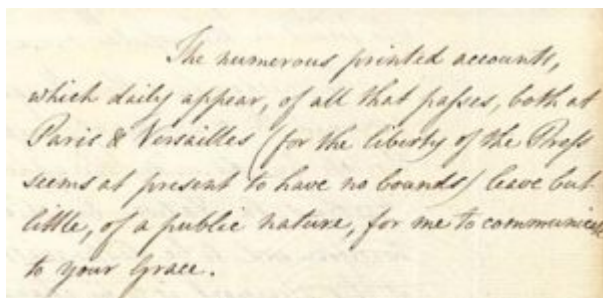 The numerous printed accounts,
which daily appear, of all that paſses, both at
Paris & Versailles (for the liberty of the Preſs
seems at present to have no bounds) leave but
little, of a public nature, for me to communicate
to your Grace.